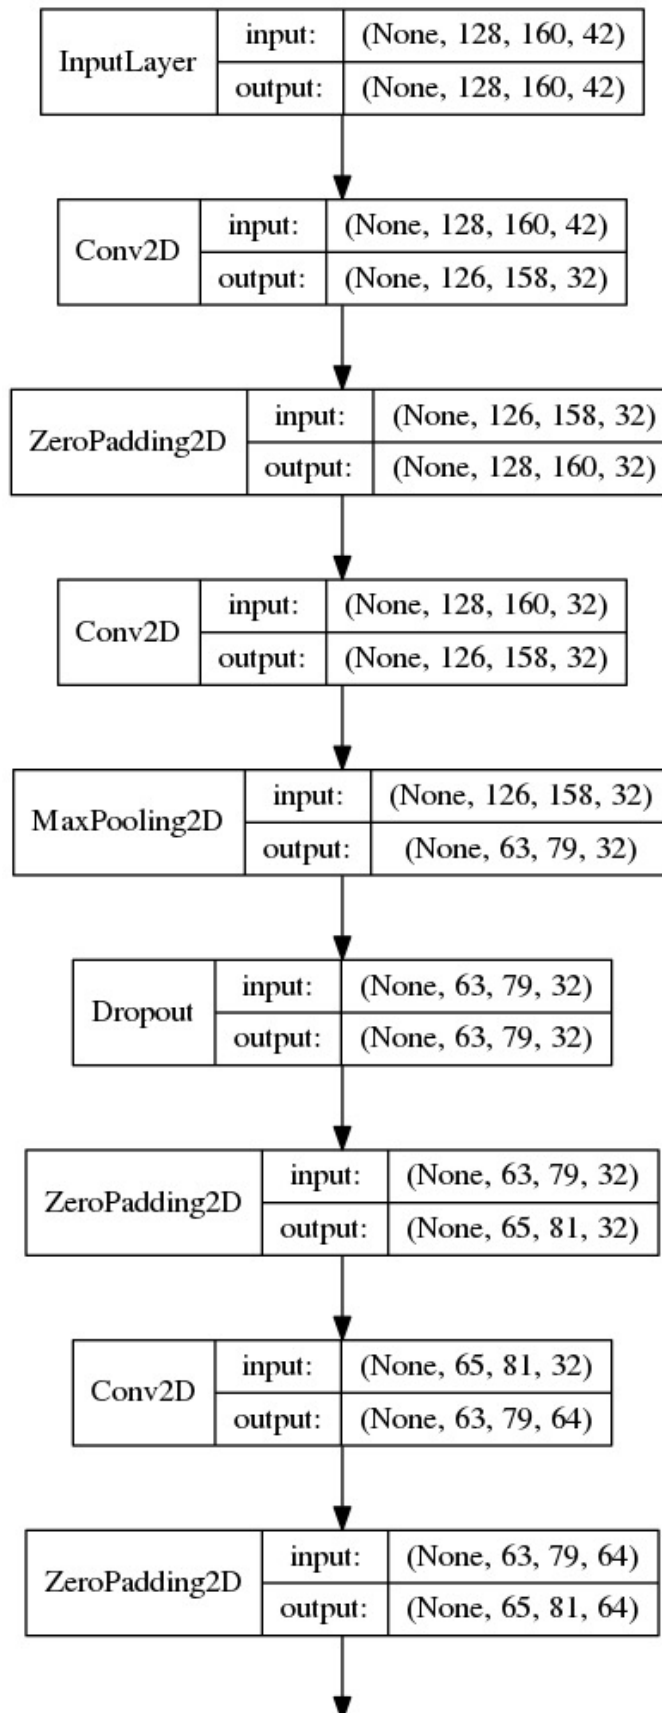 InputLayer
input: (None, 128, 160, 42)
output: (None, 128, 160, 42)
Conv2D
input: (None, 128, 160, 42)
output: (None, 126, 158, 32)
ZeroPadding2D
input: (None, 126, 158, 32)
output: (None, 128, 160, 32)
Conv2D
input: (None, 128, 160, 32)
output: (None, 126, 158, 32)
MaxPooling2D
input: (None, 126, 158, 32)
output: (None, 63, 79, 32)
Dropout
input: (None, 63, 79, 32)
output: (None, 63, 79, 32)
ZeroPadding2D
input: (None, 63, 79, 32)
output: (None, 65, 81, 32)
Conv2D
input: (None, 65, 81, 32)
output: (None, 63, 79, 64)
ZeroPadding2D
input: (None, 63, 79, 64)
output: (None, 65, 81, 64)